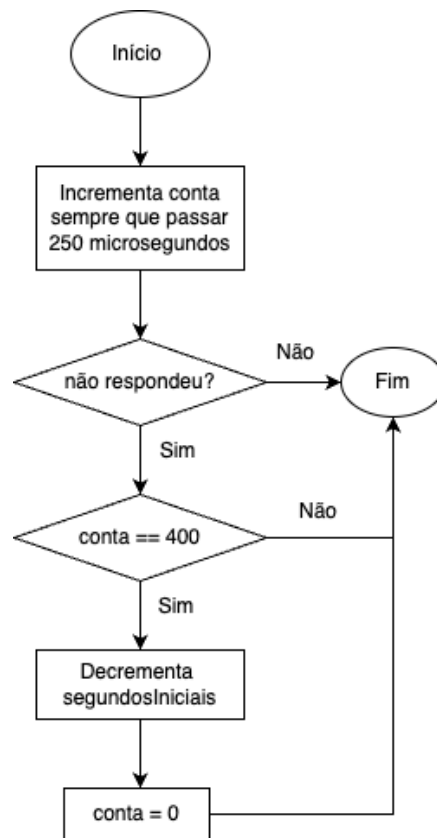 Início
Incrementa conta
sempre que passar
250 microsegundos
não respondeu?
Não
Fim
Sim
conta == 400
Não
Sim
Decrementa
segundosIniciais
conta = 0